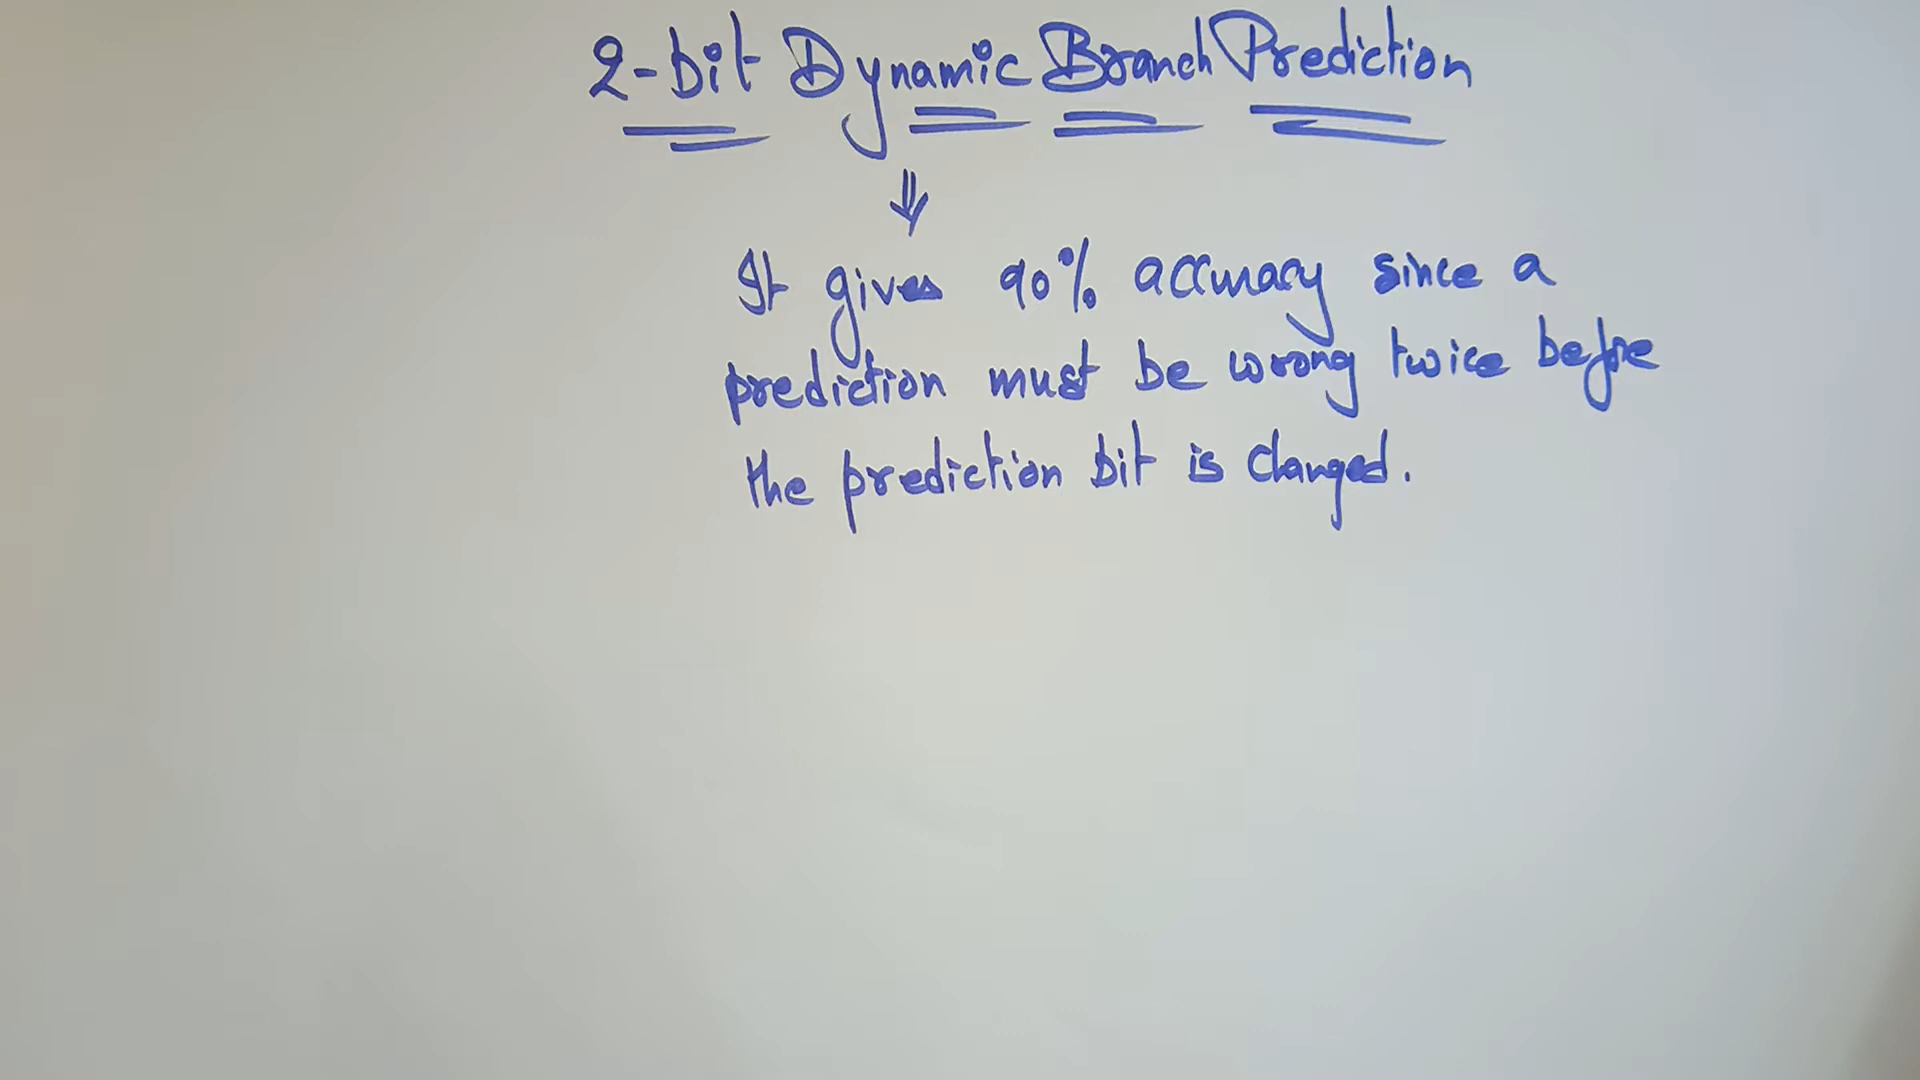 2-bit Dynamic Branch Prediction
It gives 90% accuracy since a
prediction must be wrong twice before
the prediction bit is changed.